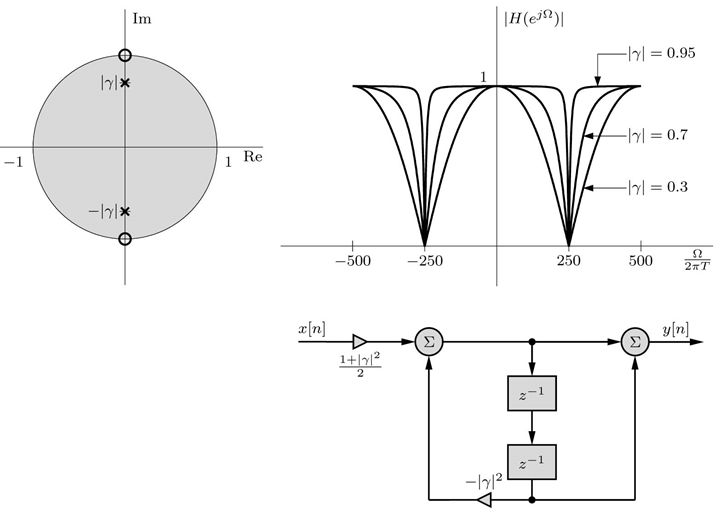 Im
|γ|
−1
1
Re
−|γ|
|H(e^{jΩ})|
1
|γ| = 0.95
|γ| = 0.7
|γ| = 0.3
−500
−250
250
500
Ω/2πT
x[n]
1+|γ|²/2
Σ
Σ
y[n]
z⁻¹
z⁻¹
−|γ|²